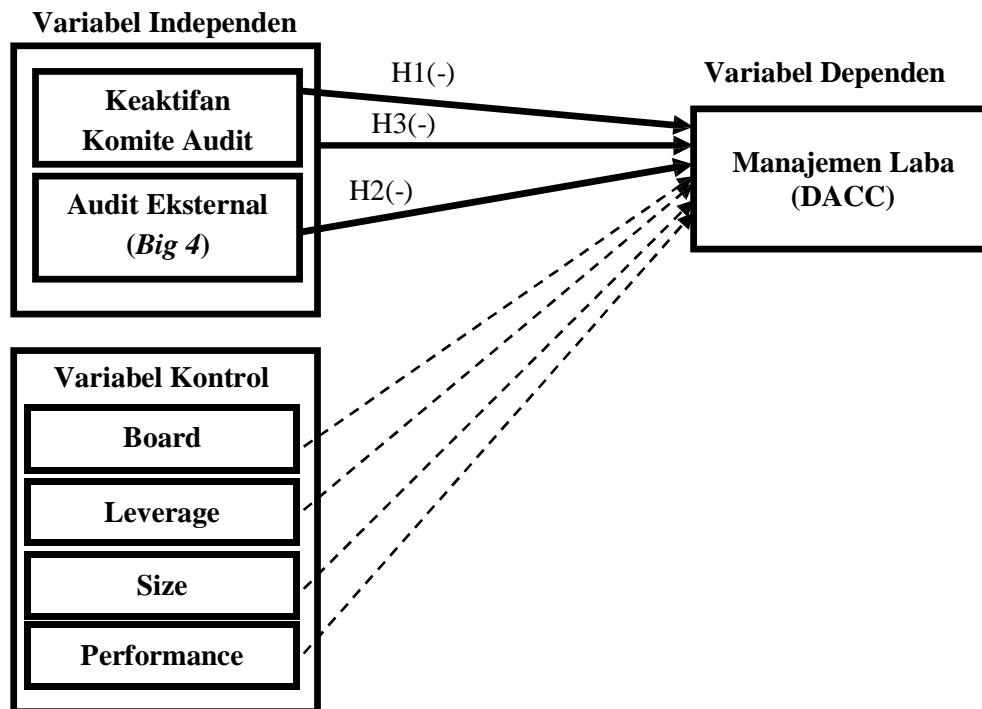 Variabel Independen
Keaktifan
Komite Audit
Audit Eksternal
(Big 4)
H1(-)
H3(-)
H2(-)
Variabel Dependen
Manajemen Laba
(DACC)
Variabel Kontrol
Board
Leverage
Size
Performance